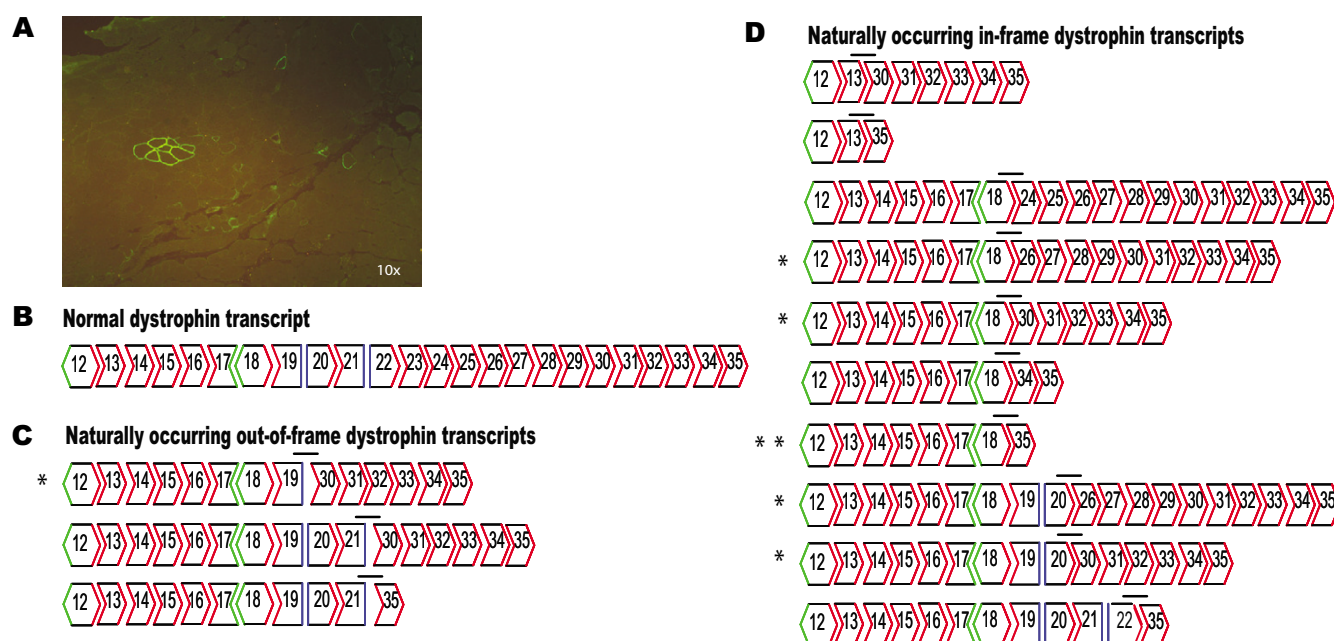 A
10x
B Normal dystrophin transcript
12 13 14 15 16 17 18 19 20 21 22 23 24 25 26 27 28 29 30 31 32 33 34 35
C Naturally occurring out-of-frame dystrophin transcripts
* 12 13 14 15 16 17 18 19 30 31 32 33 34 35
12 13 14 15 16 17 18 19 20 21 30 31 32 33 34 35
12 13 14 15 16 17 18 19 20 21 35
D Naturally occurring in-frame dystrophin transcripts
12 13 30 31 32 33 34 35
12 13 35
12 13 14 15 16 17 18 24 25 26 27 28 29 30 31 32 33 34 35
* 12 13 14 15 16 17 18 26 27 28 29 30 31 32 33 34 35
* 12 13 14 15 16 17 18 30 31 32 33 34 35
12 13 14 15 16 17 18 34 35
* * 12 13 14 15 16 17 18 35
* 12 13 14 15 16 17 18 19 20 26 27 28 29 30 31 32 33 34 35
* 12 13 14 15 16 17 18 19 20 30 31 32 33 34 35
12 13 14 15 16 17 18 19 20 21 22 35